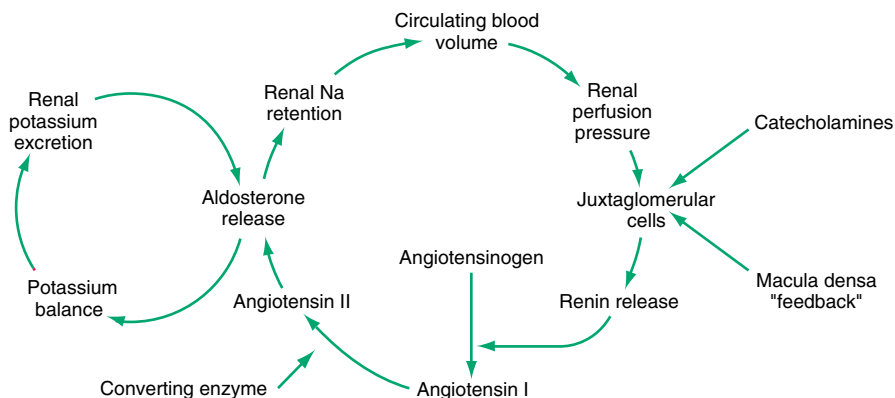 Circulating blood
volume
Renal
potassium
excretion
Renal Na
retention
Renal
perfusion
pressure
Catecholamines
Aldosterone
release
Juxtaglomerular
cells
Angiotensinogen
Potassium
balance
Angiotensin II
Renin release
Macula densa
"feedback"
Converting enzyme
Angiotensin I